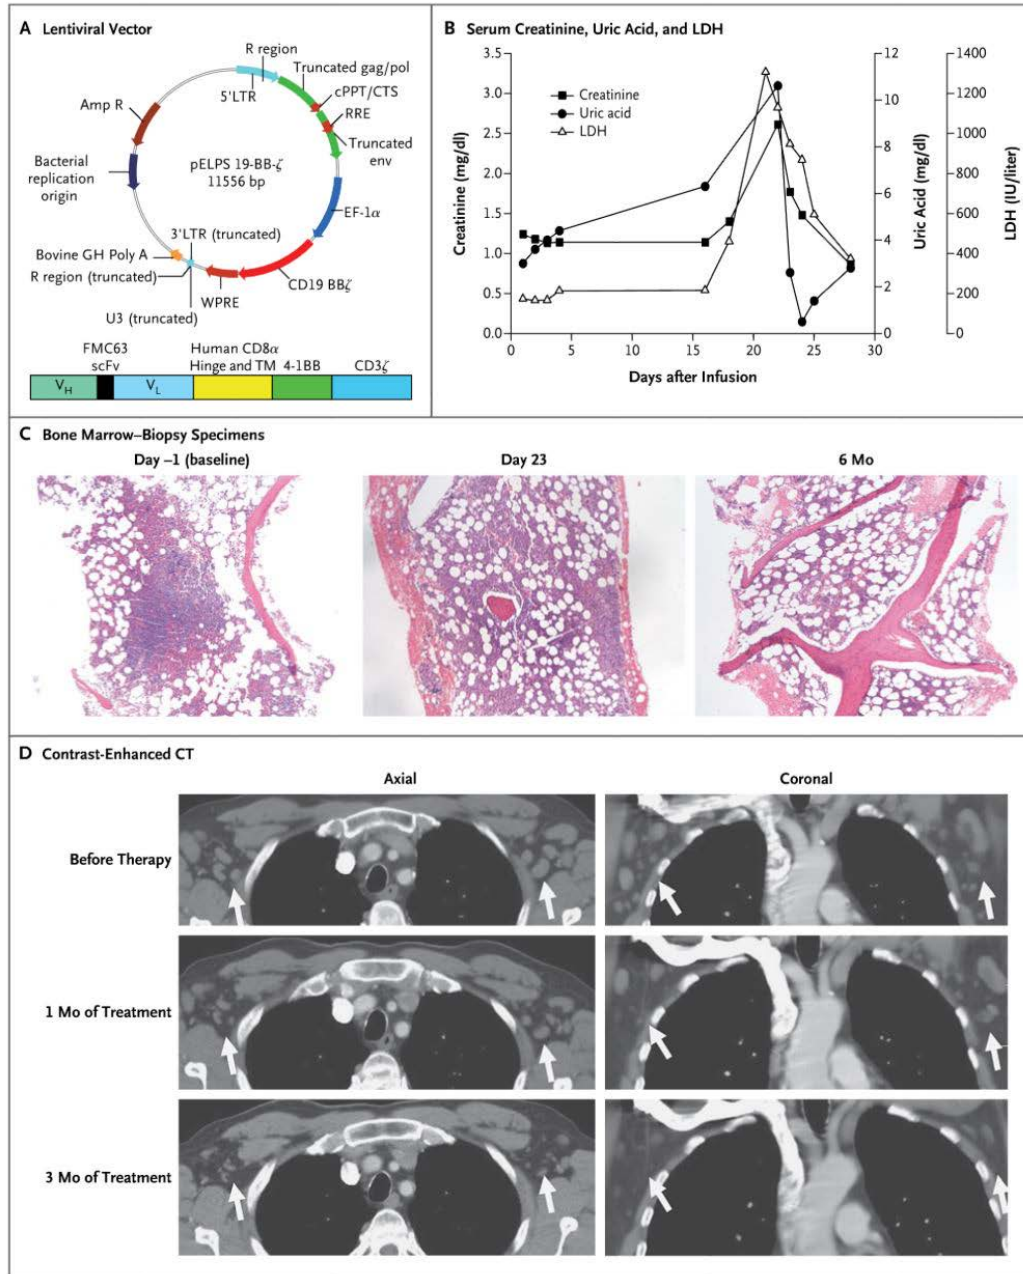 A Lentiviral Vector
R region
Truncated gag/pol
5'LTR
cPPT/CTS
RRE
Truncated
env
Amp R
Bacterial
replication
origin
pELPS 19-BB-ζ
11556 bp
EF-1α
3'LTR (truncated)
Bovine GH Poly A
R region (truncated)
CD19 BBζ
WPRE
U3 (truncated)
FMC63
scFv
Human CD8α
Hinge and TM
4-1BB
CD3ζ
VH
VL
B Serum Creatinine, Uric Acid, and LDH
3.5
3.0
2.5
2.0
1.5
1.0
0.5
0.0
Creatinine (mg/dl)
Creatinine
Uric acid
LDH
12
10
8
6
4
2
0
Uric Acid (mg/dl)
1400
1200
1000
800
600
400
200
0
LDH (IU/liter)
0 5 10 15 20 25 30
Days after Infusion
C Bone Marrow–Biopsy Specimens
Day –1 (baseline)
Day 23
6 Mo
D Contrast-Enhanced CT
Axial
Coronal
Before Therapy
1 Mo of Treatment
3 Mo of Treatment